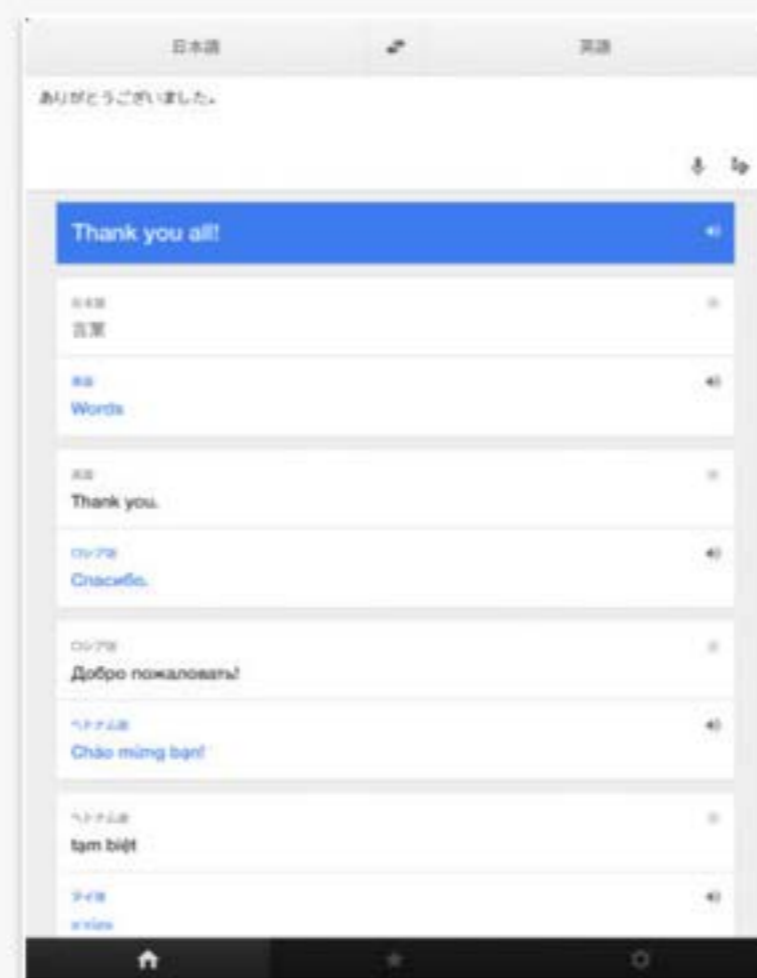 日本語
英語
ありがとうございました。
Thank you all!
日本語
言葉
英語
Words
英語
Thank you.
ロシア語
Спасибо.
ロシア語
Добро пожаловать!
ベトナム語
Chào mừng bạn!
ベトナム語
tạm biệt
タイ語